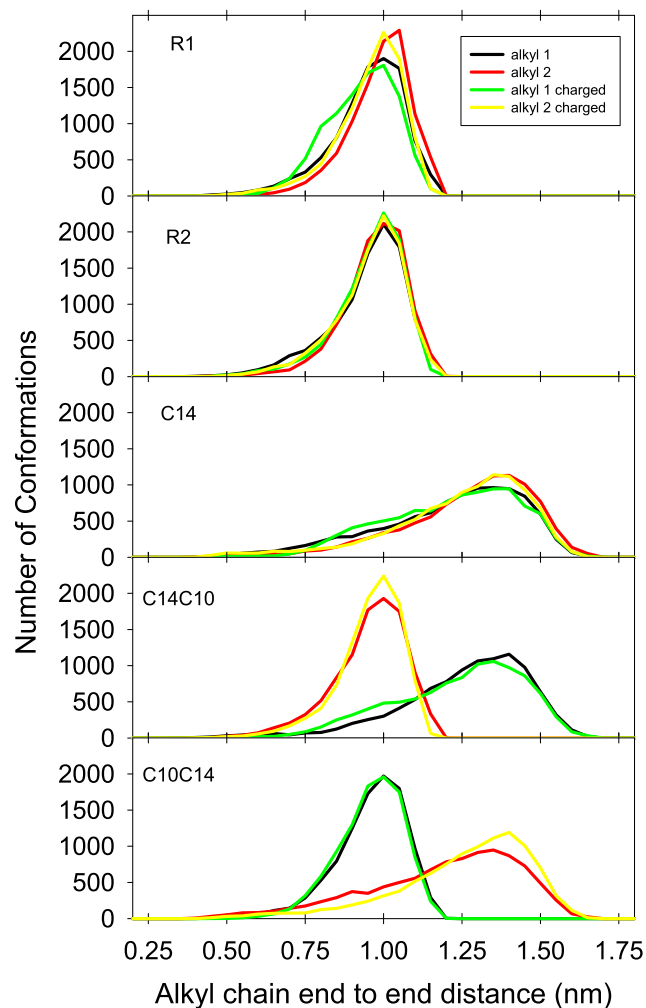 R1
alkyl 1
alkyl 2
alkyl 1 charged
alkyl 2 charged
2000
1500
1000
500
0
R2
2000
1500
1000
500
0
C14
2000
1500
1000
500
0
C14C10
2000
1500
1000
500
0
C10C14
2000
1500
1000
500
0
Number of Conformations
0.25 0.50 0.75 1.00 1.25 1.50 1.75
Alkyl chain end to end distance (nm)